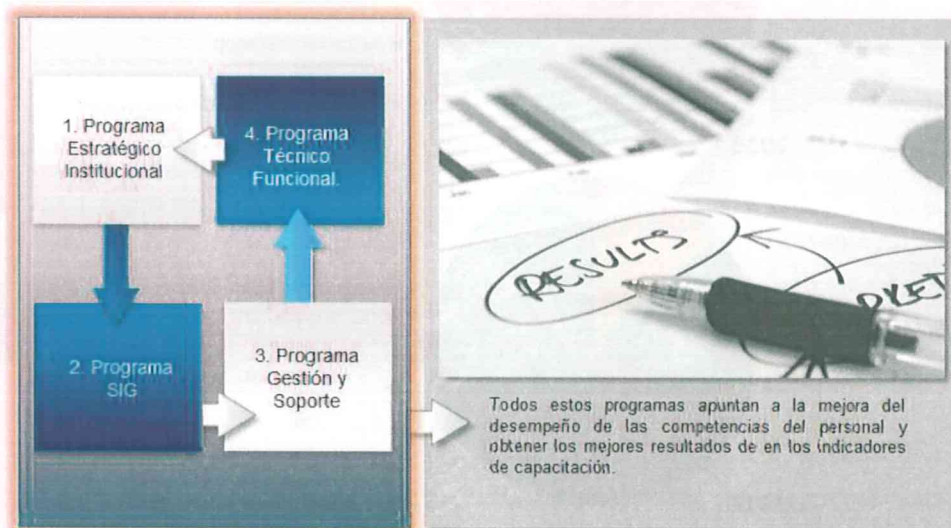 1. Programa
Estratégico
Institucional
4. Programa
Técnico
Funcional.
2. Programa
SIG
3. Programa
Gestión y
Soporte
RESULTS
Todos estos programas apuntan a la mejora del
desempeño de las competencias del personal y
obtener los mejores resultados de en los indicadores
de capacitación.